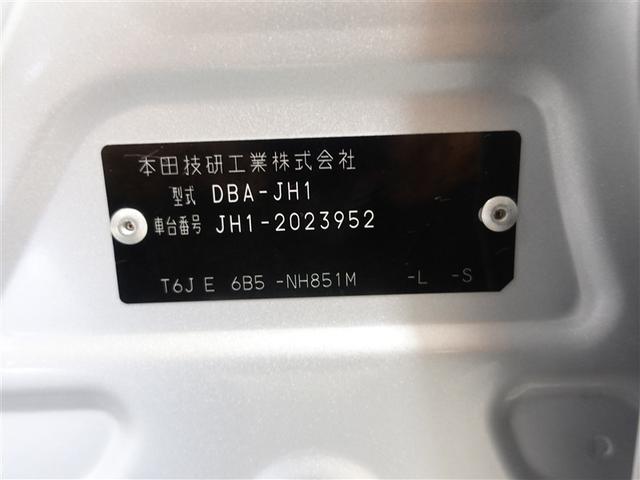 本田技研工業株式会社
型式 DBA-JH1
車台番号 JH1-2023952
T6J E 6B5 -NH851M -L -S